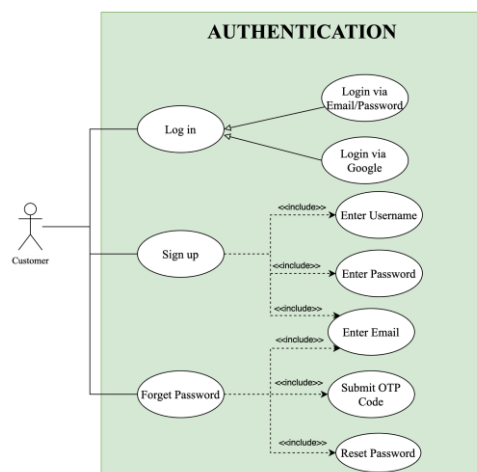 AUTHENTICATION
Login via
Email/Password
Log in
Login via
Google
<<include>>
Enter Username
Customer
Sign up
<<include>>
Enter Password
<<include>>
Enter Email
<<include>>
Forget Password
<<include>>
Submit OTP
Code
<<include>>
Reset Password